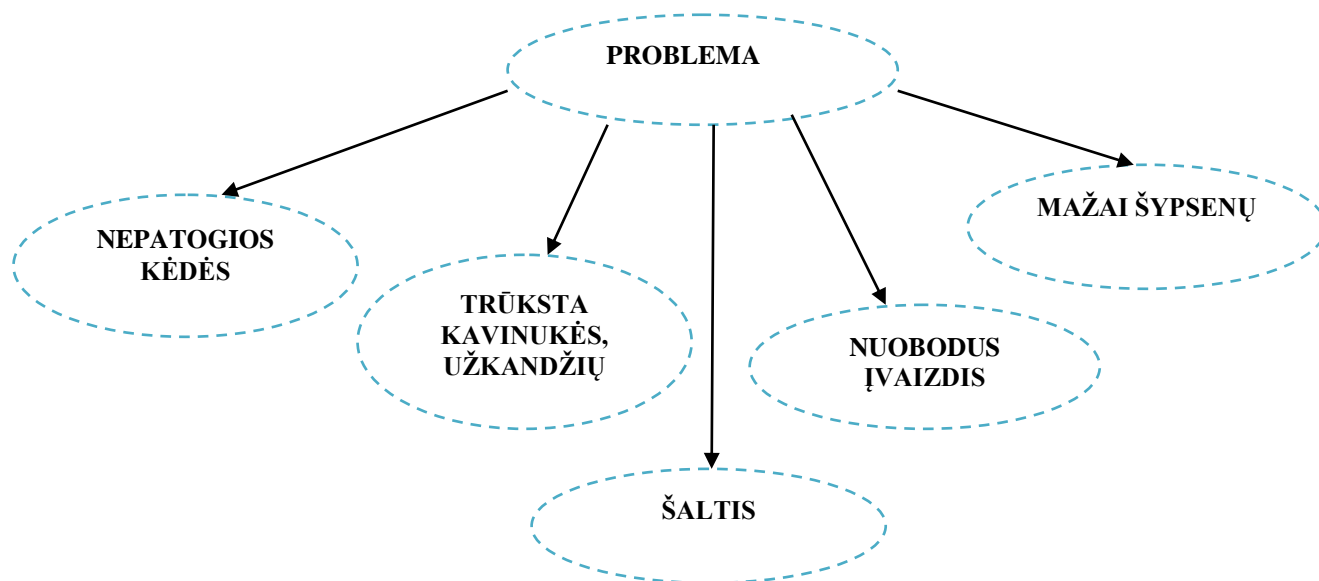 PROBLEMA
NEPATOGIOS
KĖDĖS
TRŪKSTA
KAVINUKĖS,
UŽKANDŽIŲ
ŠALTIS
NUOBODUS
ĮVAIZDIS
MAŽAI ŠYPSENŲ